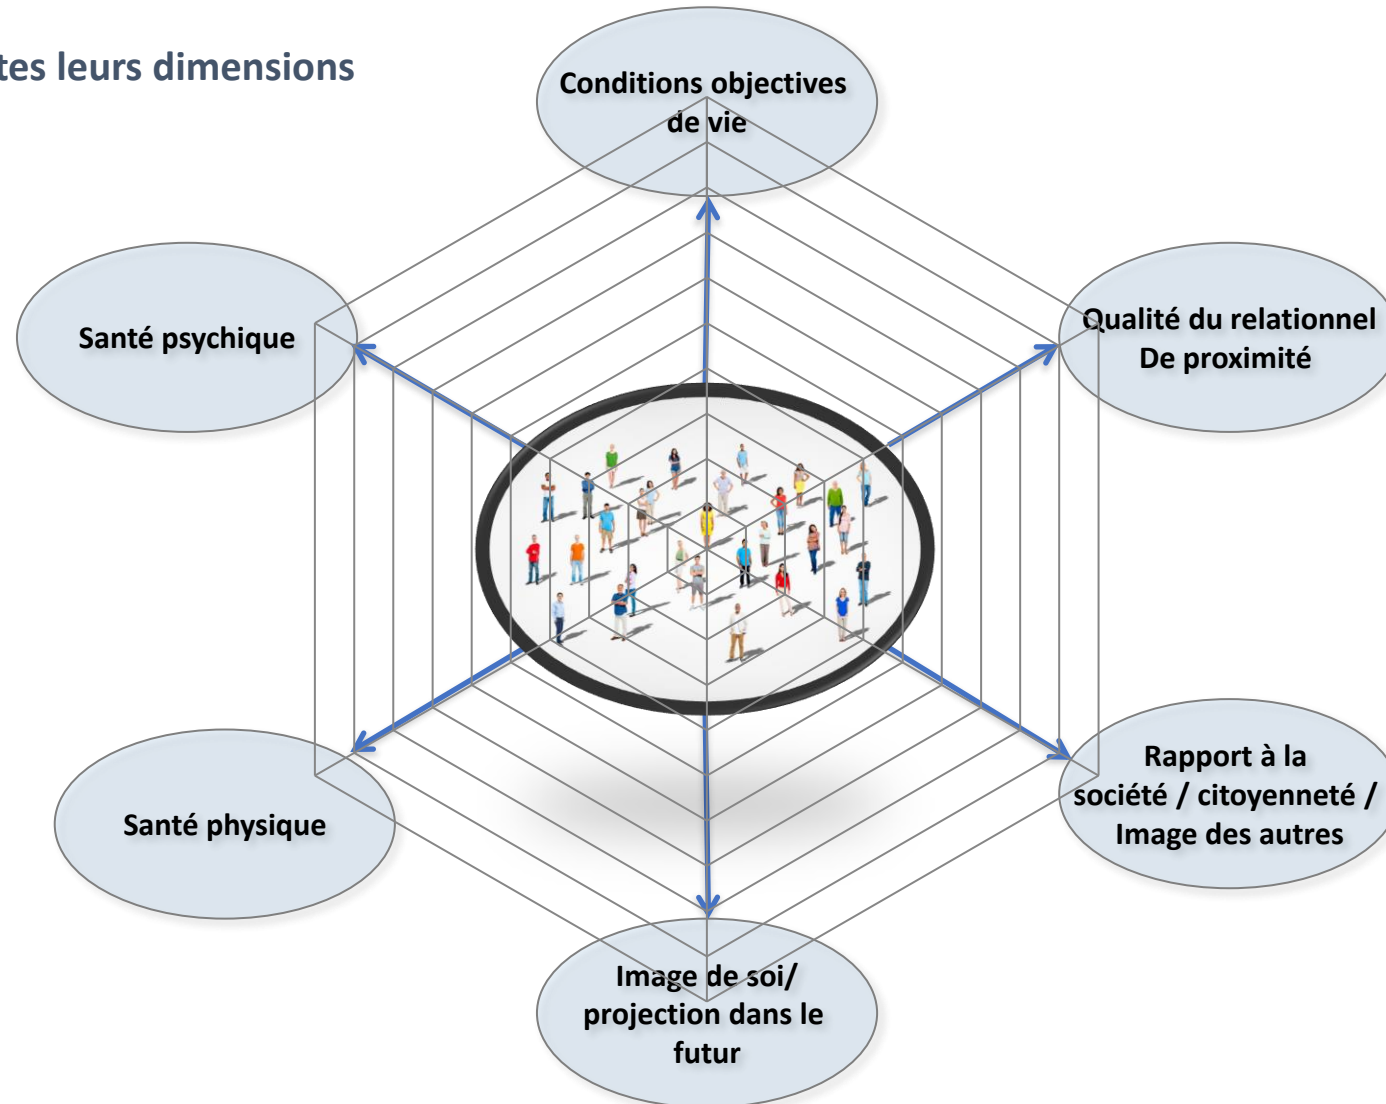 tes leurs dimensions
Conditions objectives
de vie
Santé psychique
Qualité du relationnel
De proximité
Santé physique
Rapport à la
société / citoyenneté /
Image des autres
Image de soi/
projection dans le
futur